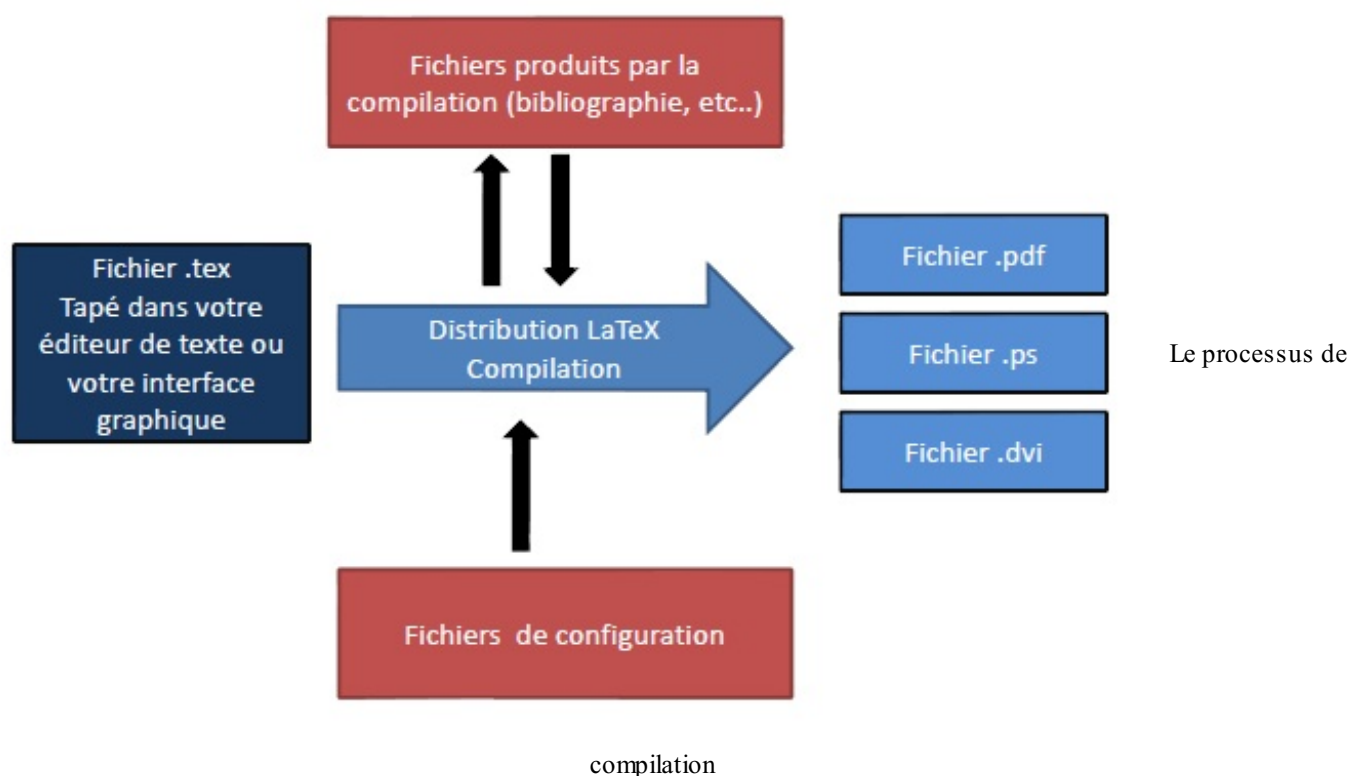 Fichiers produits par la
compilation (bibliographie, etc..)
Fichier .tex
Tapé dans votre
éditeur de texte ou
votre interface
graphique
Distribution LaTeX
Compilation
Fichier .pdf
Fichier .ps
Fichier .dvi
Fichiers de configuration
Le processus de
compilation